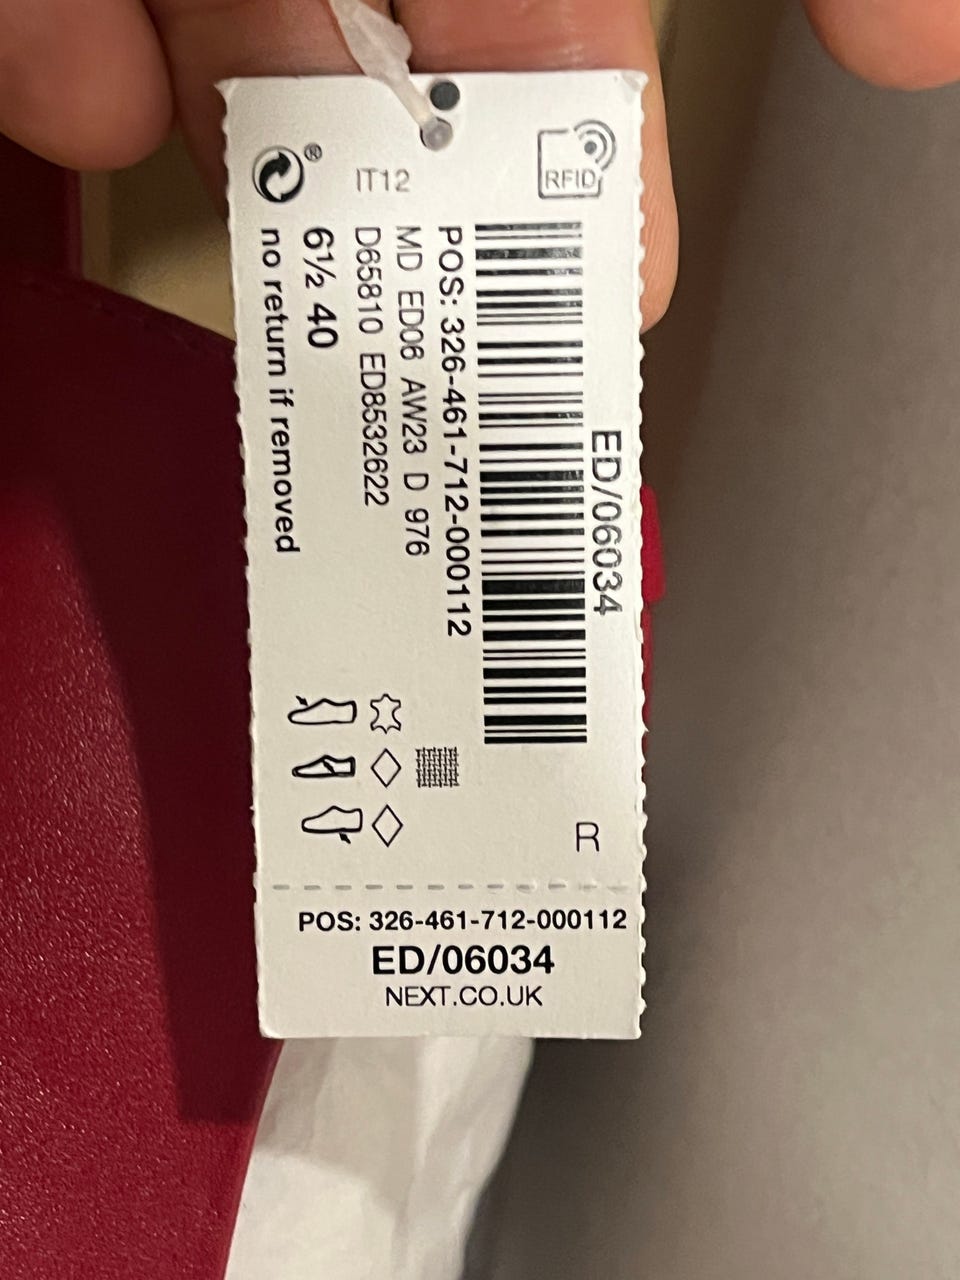 RFID
ED/06034
POS: 326-461-712-000112
MD ED06 AW23 D 976
D65810 ED8532622
IT12
6½ 40
®
no return if removed
R
POS: 326-461-712-000112
ED/06034
NEXT.CO.UK